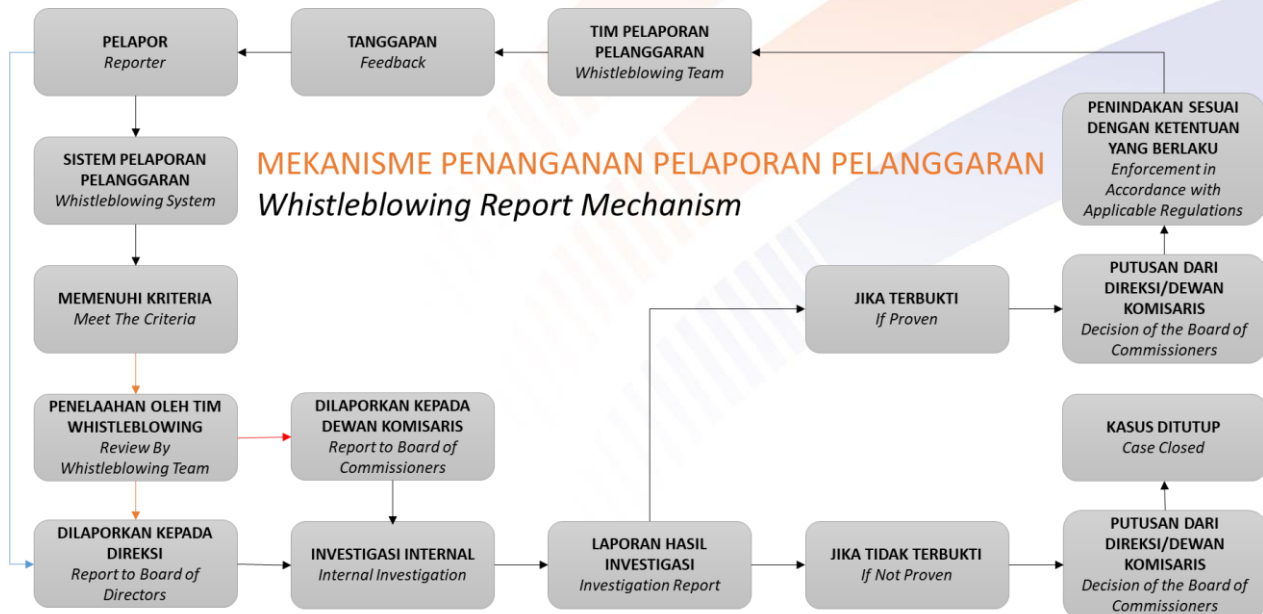 PELAPOR
Reporter
TANGGAPAN
Feedback
TIM PELAPORAN
PELANGGARAN
Whistleblowing Team
SISTEM PELAPORAN
PELANGGARAN
Whistleblowing System
MEKANISME PENANGANAN PELAPORAN PELANGGARAN
Whistleblowing Report Mechanism
PENINDAKAN SESUAI
DENGAN KETENTUAN
YANG BERLAKU
Enforcement in
Accordance with
Applicable Regulations
MEMENUHI KRITERIA
Meet The Criteria
JIKA TERBUKTI
If Proven
PUTUSAN DARI
DIREKSI/DEWAN
KOMISARIS
Decision of the Board of
Commissioners
PENELAAHAN OLEH TIM
WHISTLEBLOWING
Review By
Whistleblowing Team
DILAPORKAN KEPADA
DEWAN KOMISARIS
Report to Board of
Commissioners
KASUS DITUTUP
Case Closed
DILAPORKAN KEPADA
DIREKSI
Report to Board of
Directors
INVESTIGASI INTERNAL
Internal Investigation
LAPORAN HASIL
INVESTIGASI
Investigation Report
JIKA TIDAK TERBUKTI
If Not Proven
PUTUSAN DARI
DIREKSI/DEWAN
KOMISARIS
Decision of the Board of
Commissioners